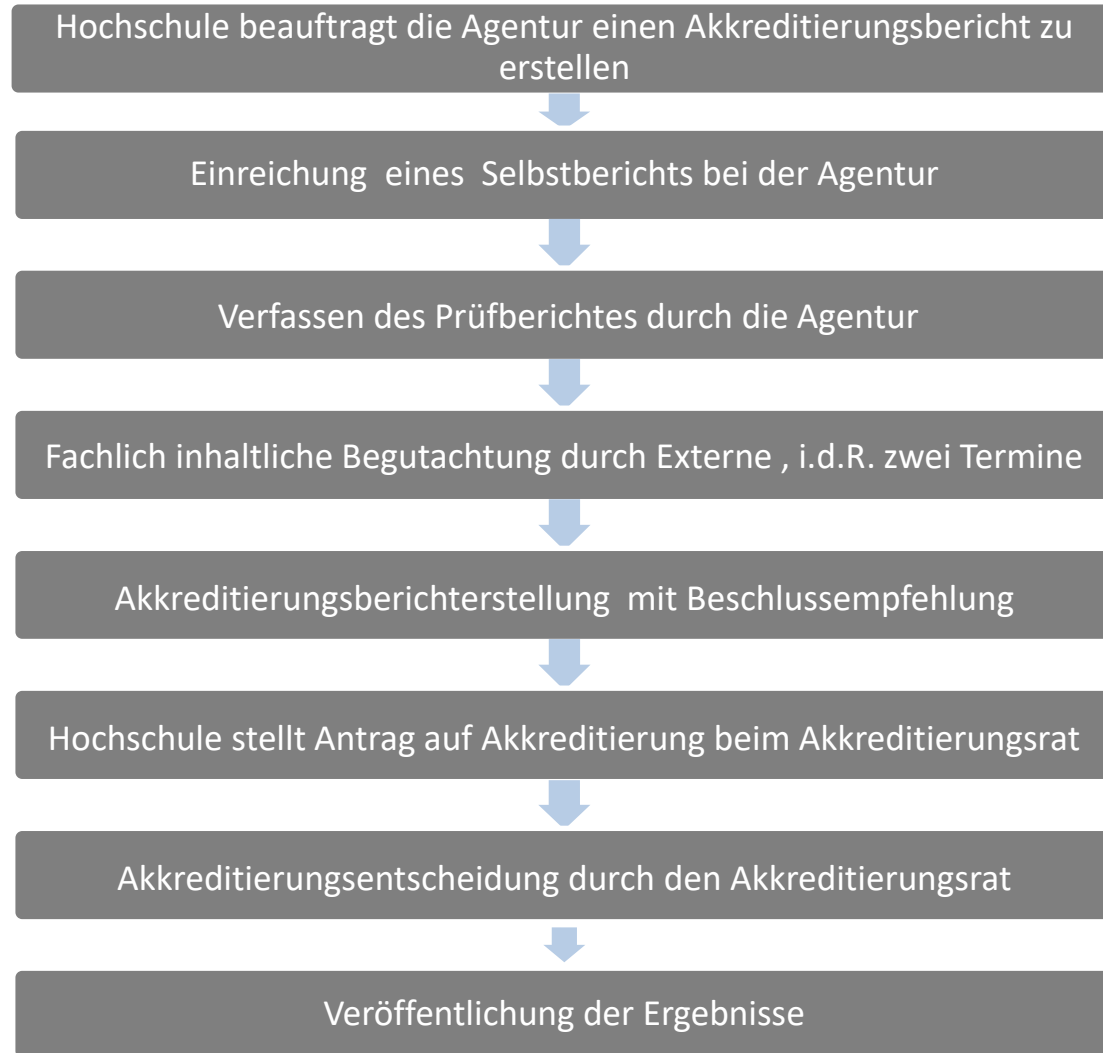 Hochschule beauftragt die Agentur einen Akkreditierungsbericht zu
erstellen
Einreichung eines Selbstberichts bei der Agentur
Verfassen des Prüfberichtes durch die Agentur
Fachlich inhaltliche Begutachtung durch Externe , i.d.R. zwei Termine
Akkreditierungsberichterstellung mit Beschlussempfehlung
Hochschule stellt Antrag auf Akkreditierung beim Akkreditierungsrat
Akkreditierungsentscheidung durch den Akkreditierungsrat
Veröffentlichung der Ergebnisse